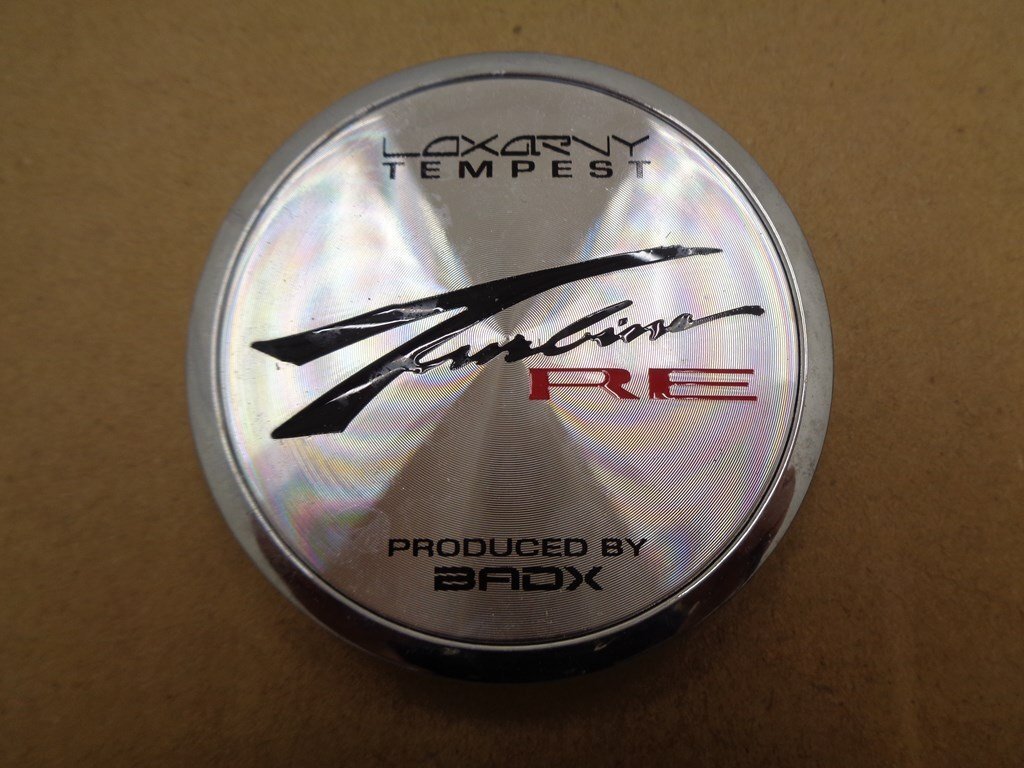 LOXARNY
TEMPEST
Turbine
RE
PRODUCED BY
BADX